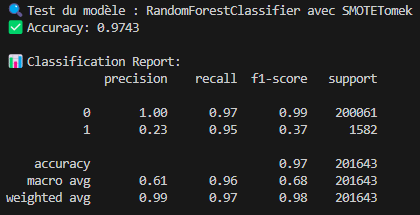 🔍 Test du modèle : RandomForestClassifier avec SMOTETomek
✅ Accuracy: 0.9743
📊 Classification Report:
precision recall f1-score support
0 1.00 0.97 0.99 200061
1 0.23 0.95 0.37 1582
accuracy 0.97 201643
macro avg 0.61 0.96 0.68 201643
weighted avg 0.99 0.97 0.98 201643